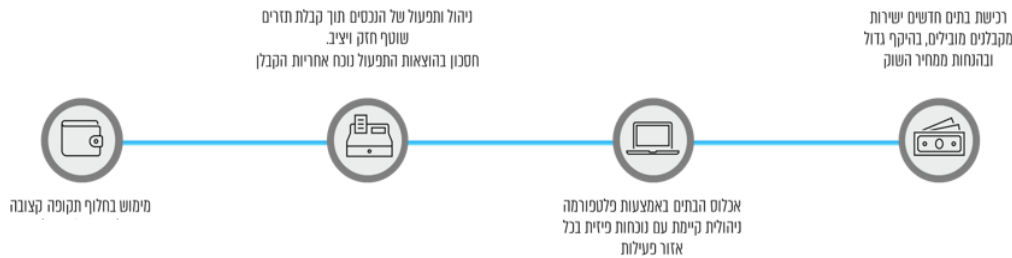 רכישת בתים חדשים ישירות
מקבלנים מובילים, בהיקף גדול
ובהנחות ממחיר השוק
אכלוס הבתים באמצעות פלטפורמה
ניהולית קיימת עם נוכחות פיזית בכל
אזור פעילות
ניהול ותפעול של הנכסים תוך קבלת תזרים
שוטף חזק ויציב.
חסכון בהוצאות התפעול נוכח אחריות הקבלן
מימוש בחלוף תקופה קצובה